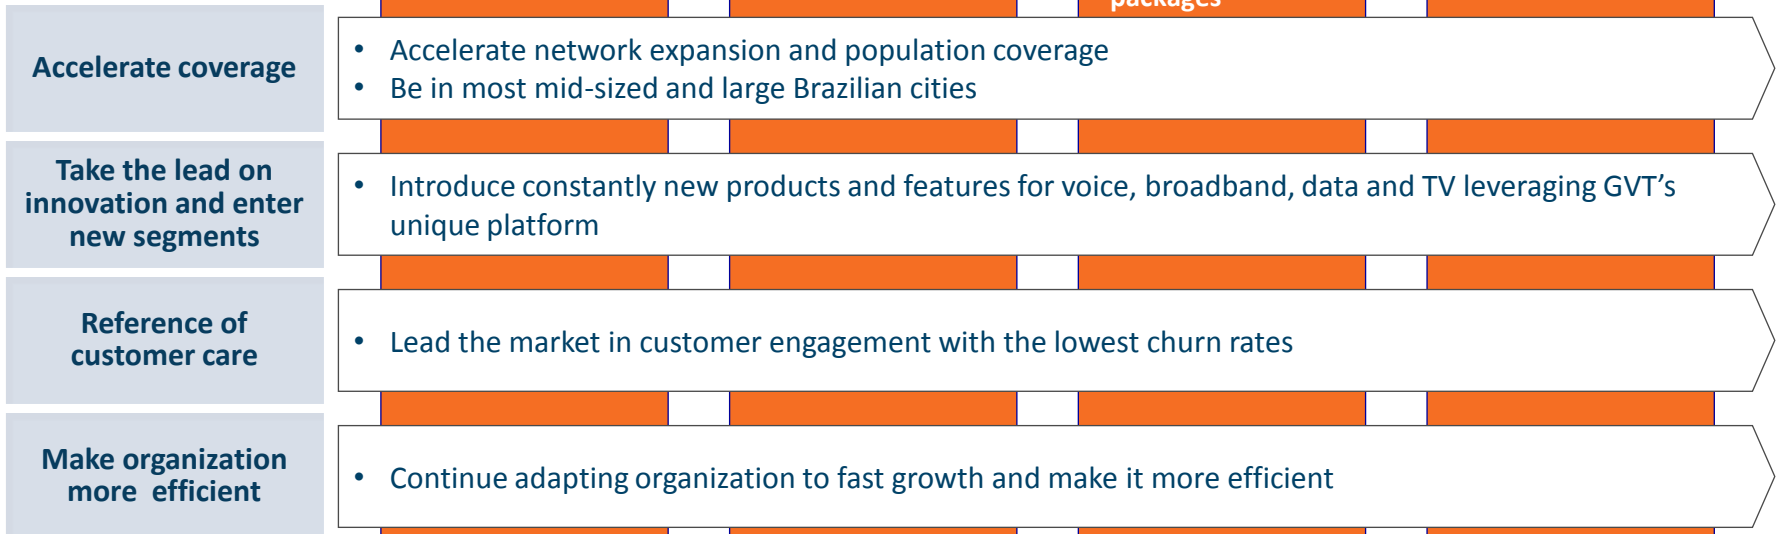 packages
Accelerate coverage
• Accelerate network expansion and population coverage
• Be in most mid-sized and large Brazilian cities
Take the lead on
innovation and enter
new segments
• Introduce constantly new products and features for voice, broadband, data and TV leveraging GVT's
unique platform
Reference of
customer care
• Lead the market in customer engagement with the lowest churn rates
Make organization
more efficient
• Continue adapting organization to fast growth and make it more efficient